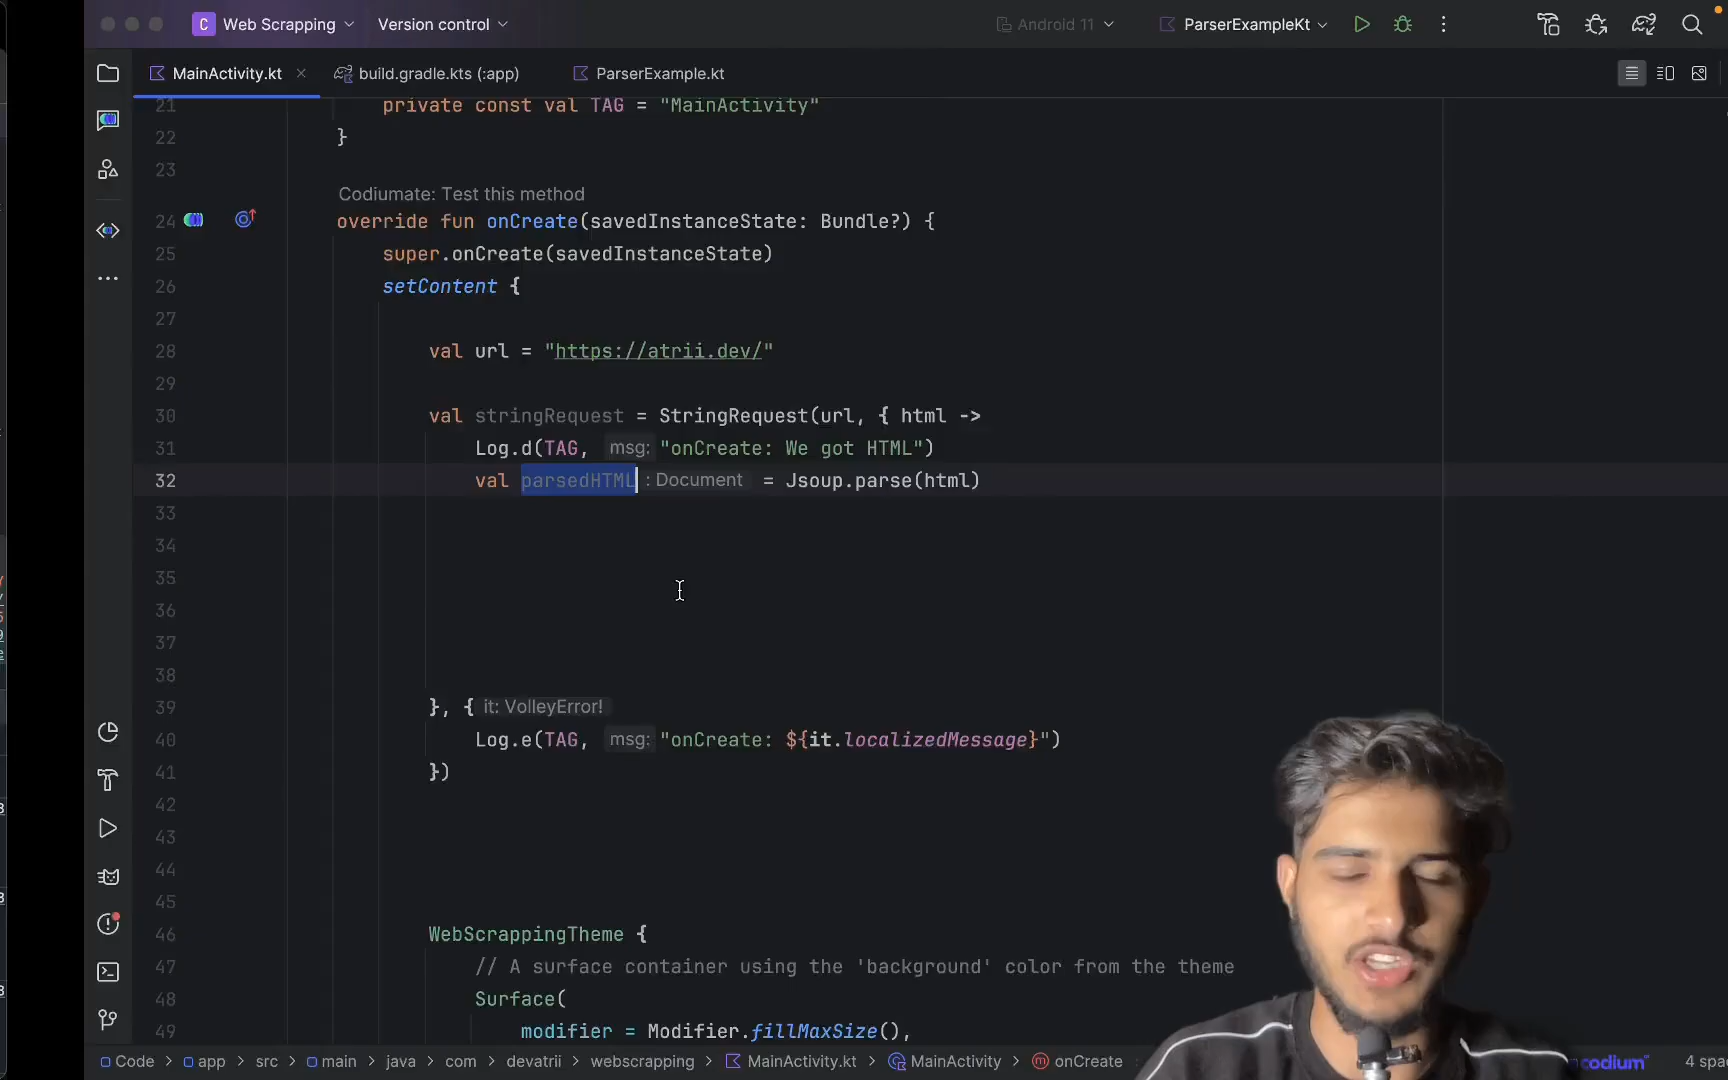 C Web Scrapping Version control Android 11 ParserExampleKt
MainActivity.kt build.gradle.kts (:app) ParserExample.kt
21 private const val TAG = "MainActivity"
22 }
23
Codiumate: Test this method
24 override fun onCreate(savedInstanceState: Bundle?) {
25 super.onCreate(savedInstanceState)
26 setContent {
27
28 val url = "https://atrii.dev/"
29
30 val stringRequest = StringRequest(url, { html ->
31 Log.d(TAG, msg: "onCreate: We got HTML")
32 val parsedHTML : Document = Jsoup.parse(html)
33
34
35
36
37
38
39 }, { it: VolleyError!
40 Log.e(TAG, msg: "onCreate: ${it.localizedMessage}")
41 })
42
43
44
45
46 WebScrappingTheme {
47 // A surface container using the 'background' color from the theme
48 Surface(
49 modifier = Modifier.fillMaxSize(),
Code > app > src > main > java > com > devatrii > webscrapping > MainActivity.kt > MainActivity > onCreate codium 4 spac